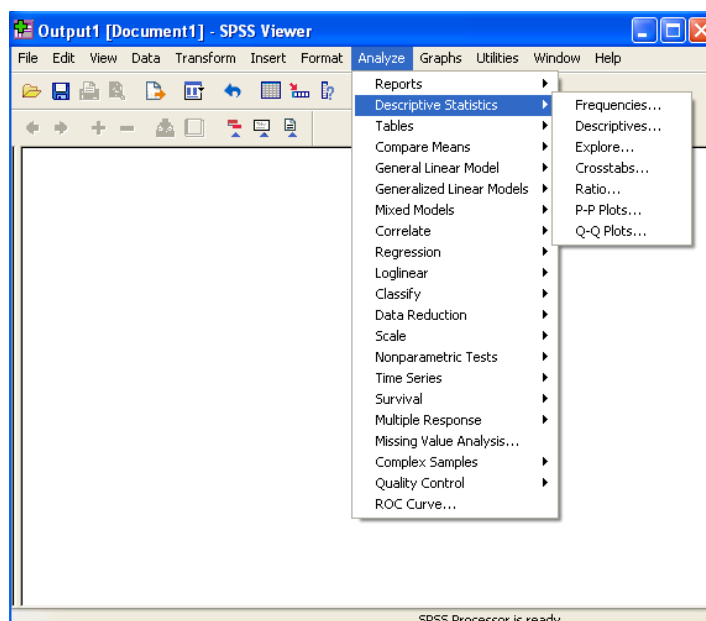 Output1 [Document1] - SPSS Viewer
File Edit View Data Transform Insert Format Analyze Graphs Utilities Window Help
Reports
Descriptive Statistics
Tables
Compare Means
General Linear Model
Generalized Linear Models
Mixed Models
Correlate
Regression
Loglinear
Classify
Data Reduction
Scale
Nonparametric Tests
Time Series
Survival
Multiple Response
Missing Value Analysis...
Complex Samples
Quality Control
ROC Curve...
Frequencies...
Descriptives...
Explore...
Crosstabs...
Ratio...
P-P Plots...
Q-Q Plots...
SPSS Processor is ready